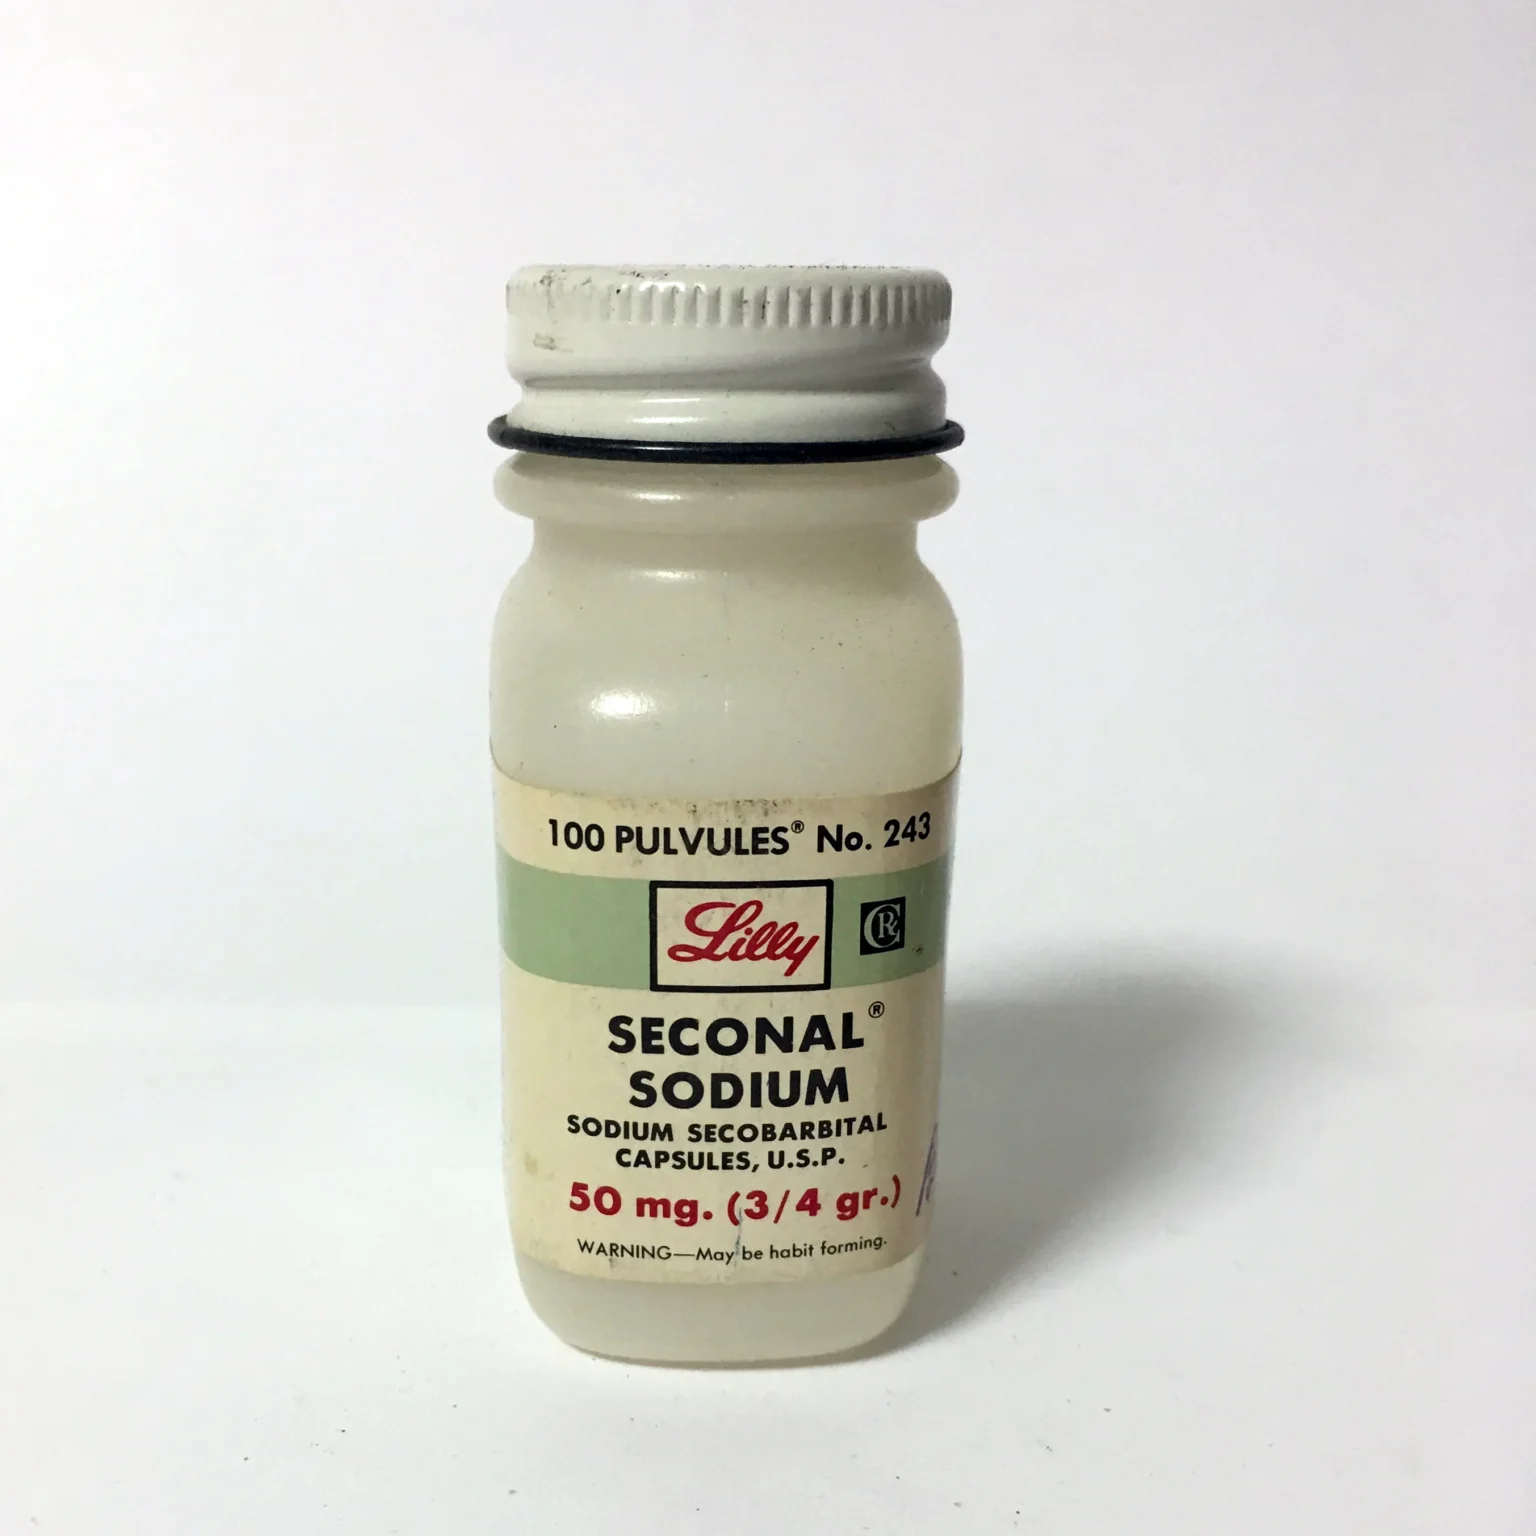 100 PULVULES® No. 243
Lilly
RC
SECONAL®
SODIUM
SODIUM SECOBARBITAL
CAPSULES, U.S.P.
50 mg. (3/4 gr.)
WARNING—May be habit forming.